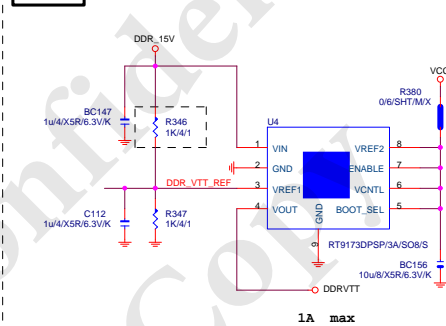 DDR_15V
VCC
R380
0/6/SHT/M/X
BC147
1u/4/X5R/6.3V/K
R346
1K/4/1
U4
1 VIN VREF2 8
2 GND ENABLE 7
DDR_VTT_REF 3 VREF1 VCNTL 6
4 VOUT BOOT_SEL 5
GND
9
C112
1u/4/X5R/6.3V/K
R347
1K/4/1
RT9173DPSP/3A/SO8/S
BC156
10u/8/X5R/6.3V/K
DDRVTT
1A max
Copy